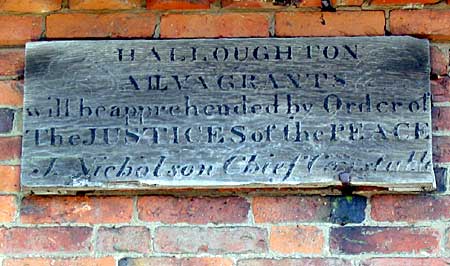 HALLOUGHTON
ALL VAGRANTS
will be apprehended by Order of
The JUSTICES of the PEACE
J. Nicholson Chief Constable